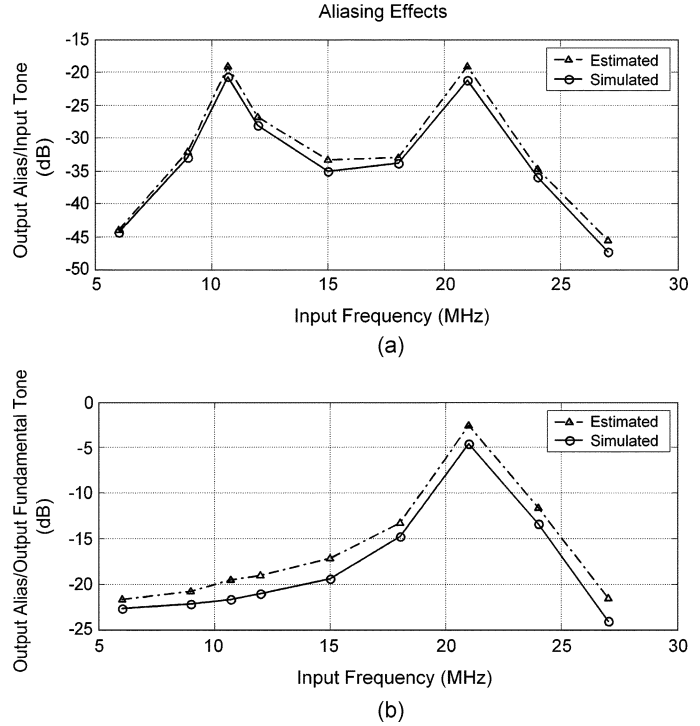 Aliasing Effects
Output Alias/Input Tone
(dB)
-15
-20
-25
-30
-35
-40
-45
-50
Estimated
Simulated
5
10
15
20
25
30
Input Frequency (MHz)
(a)
Output Alias/Output Fundamental Tone
(dB)
0
-5
-10
-15
-20
-25
Estimated
Simulated
5
10
15
20
25
30
Input Frequency (MHz)
(b)